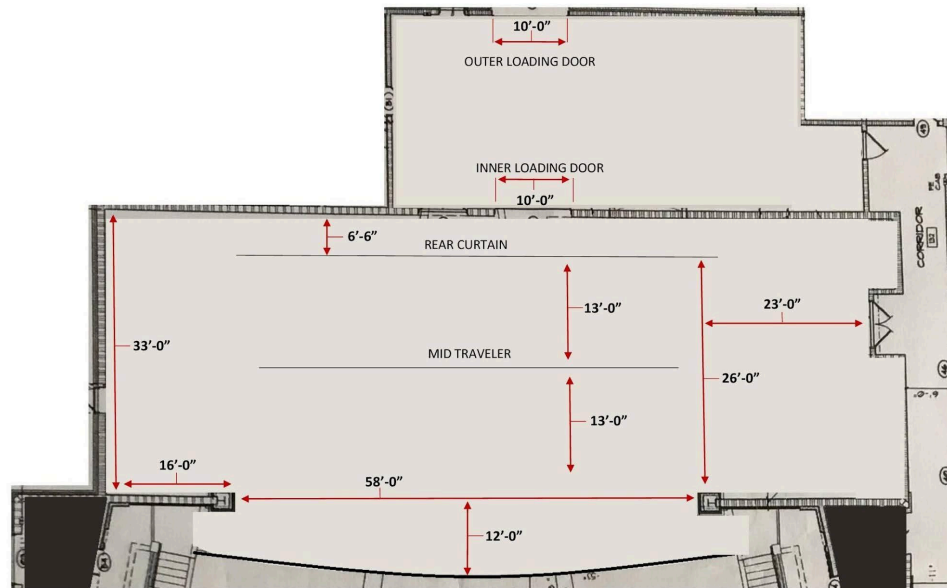 10'-0”
OUTER LOADING DOOR
INNER LOADING DOOR
10'-0”
CORRIDOR
132
6'-6”
REAR CURTAIN
13'-0”
23'-0”
33'-0”
MID TRAVELER
26'-0”
13'-0”
16'-0”
58'-0”
12'-0”